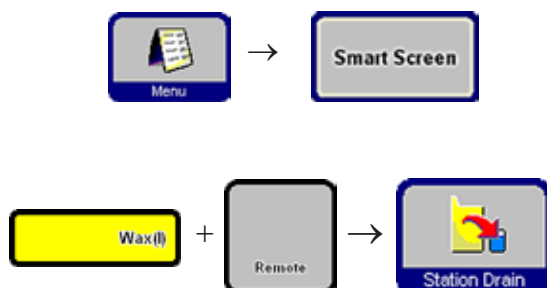 Menu → Smart Screen
Wax(I) + Remote → Station Drain